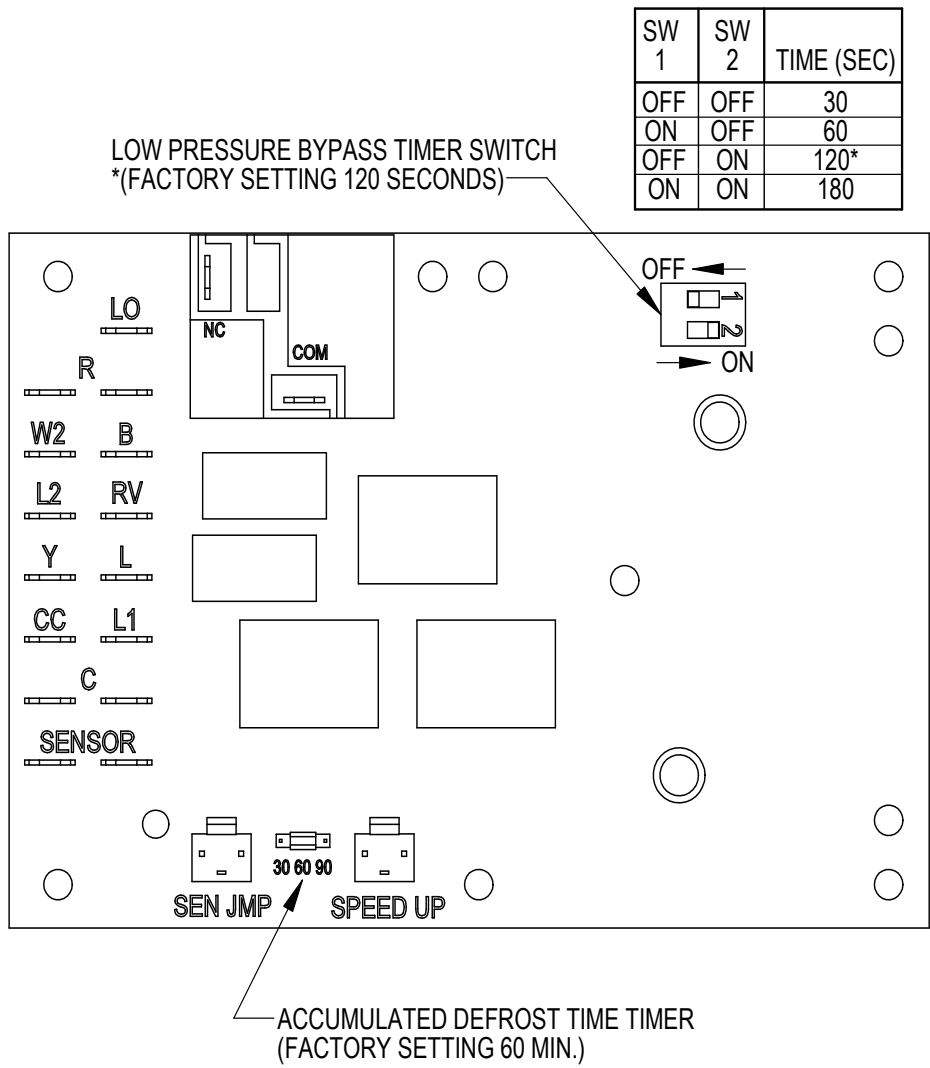 SW 1 SW 2 TIME (SEC)
OFF OFF 30
ON OFF 60
OFF ON 120*
ON ON 180
LOW PRESSURE BYPASS TIMER SWITCH
*(FACTORY SETTING 120 SECONDS)
OFF
1
2
ON
NC
COM
LO
R
W2 B
L2 RV
Y L
CC L1
C
SENSOR
30 60 90
SEN JMP SPEED UP
ACCUMULATED DEFROST TIME TIMER
(FACTORY SETTING 60 MIN.)